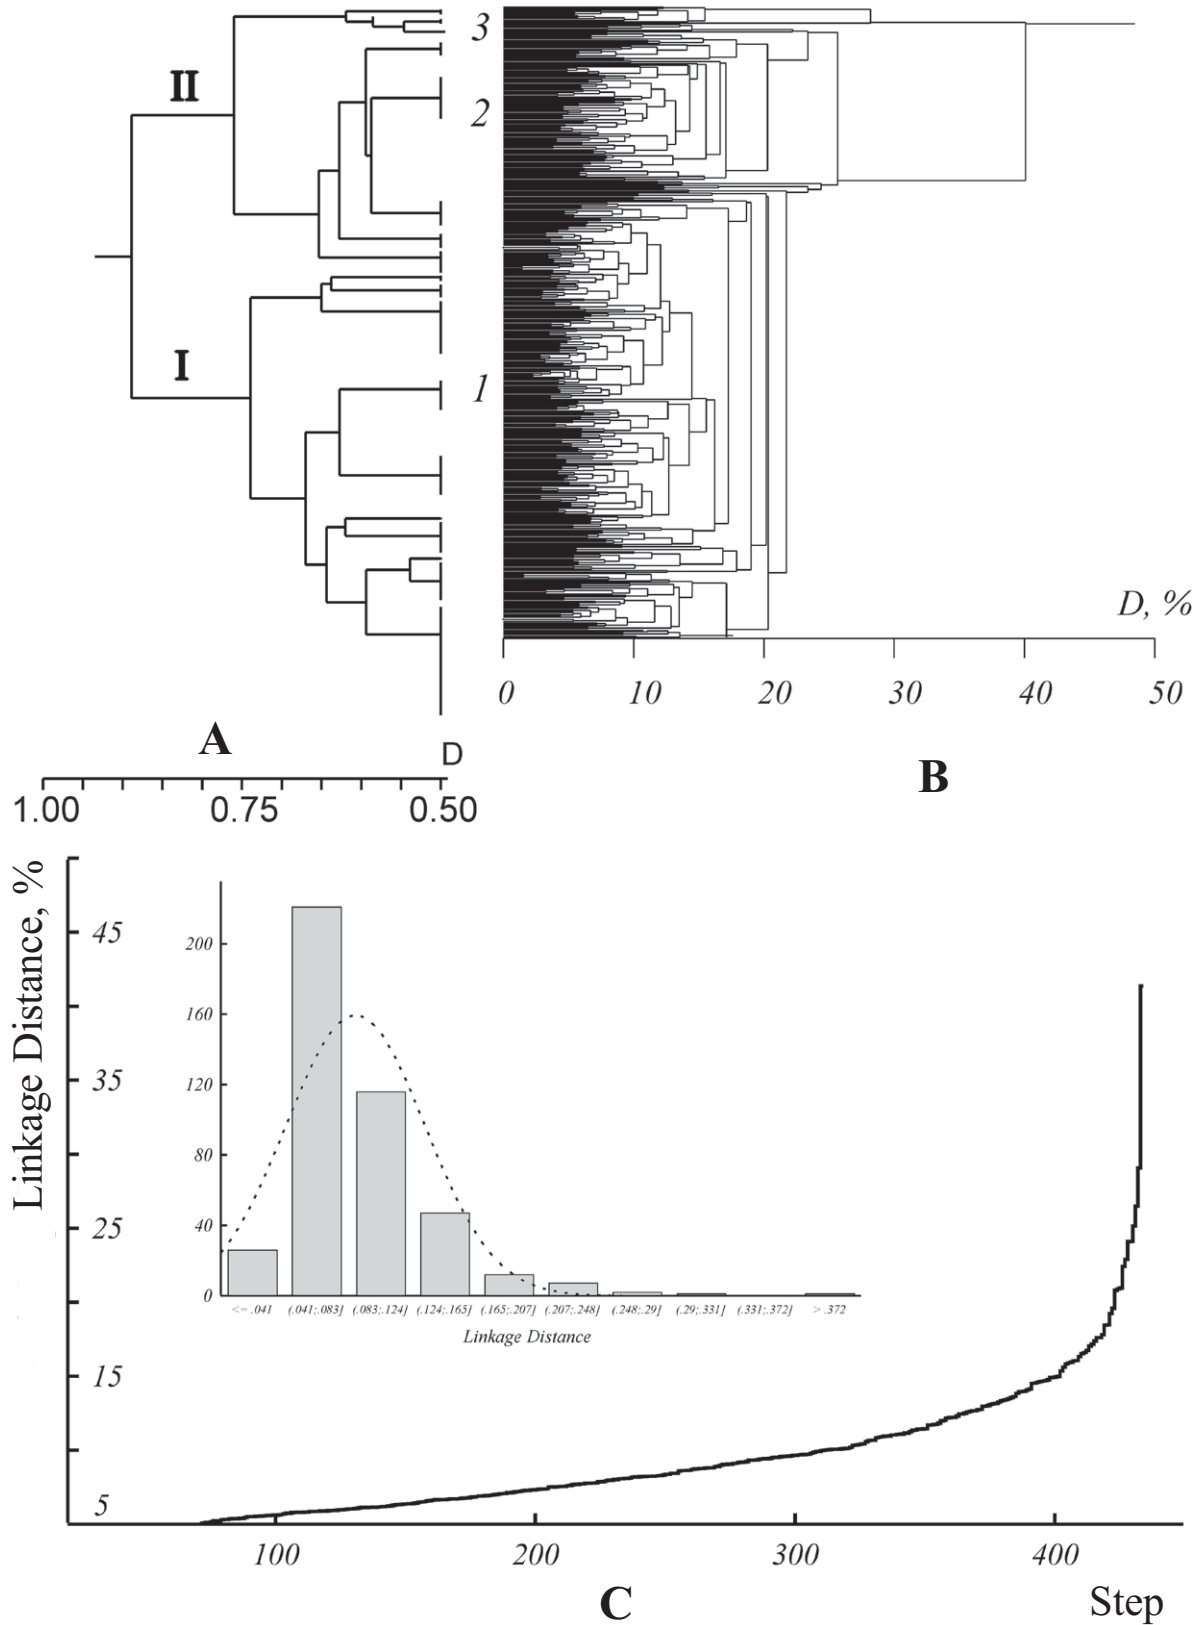 3
II
2
I
1
D, %
0 10 20 30 40 50
A
D
B
1.00 0.75 0.50
Linkage Distance, %
45
35
25
15
5
200
160
120
80
40
0
<= .041 (.041;.083] (.083;.124] (.124;.165] (.165;.207] (.207;.248] (.248;.29] (.29;.331] (.331;.372] > .372
Linkage Distance
100 200 300 400
C
Step